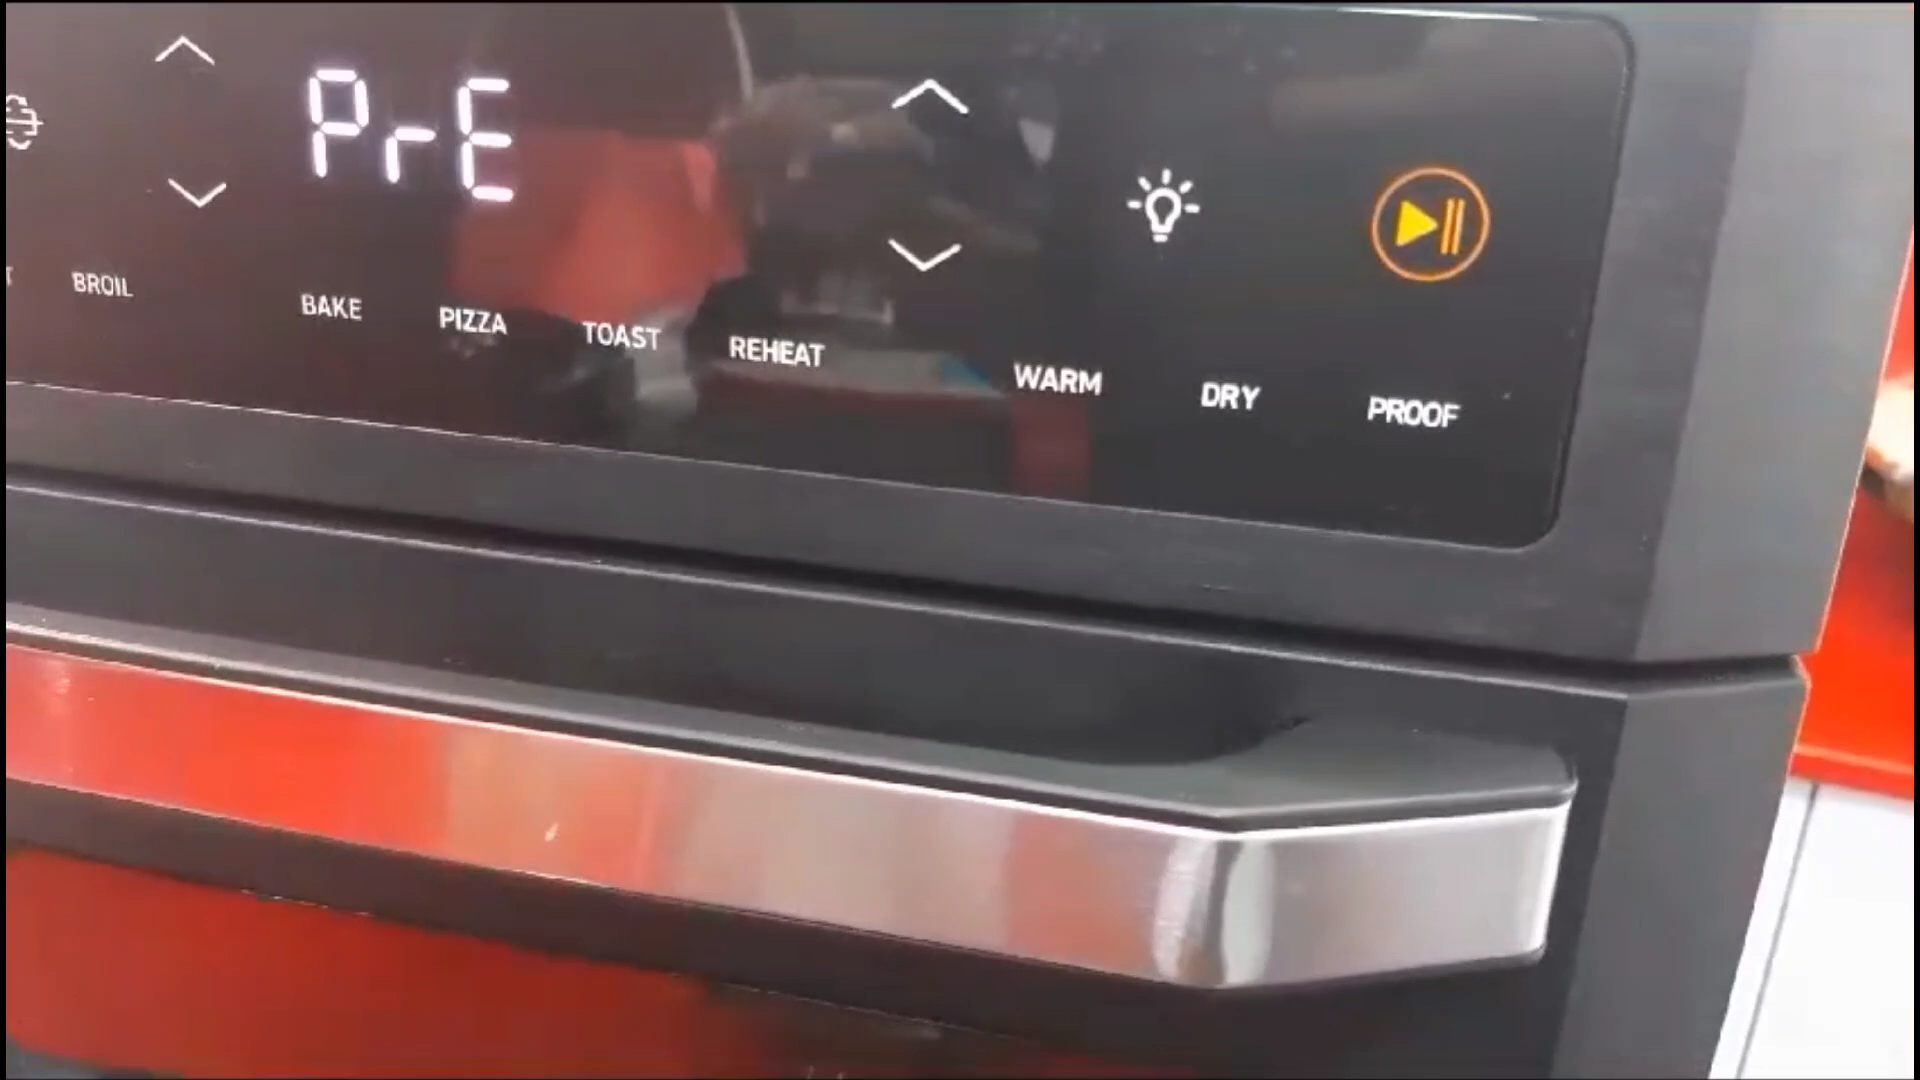 PrE
BROIL
BAKE
PIZZA
TOAST
REHEAT
WARM
DRY
PROOF